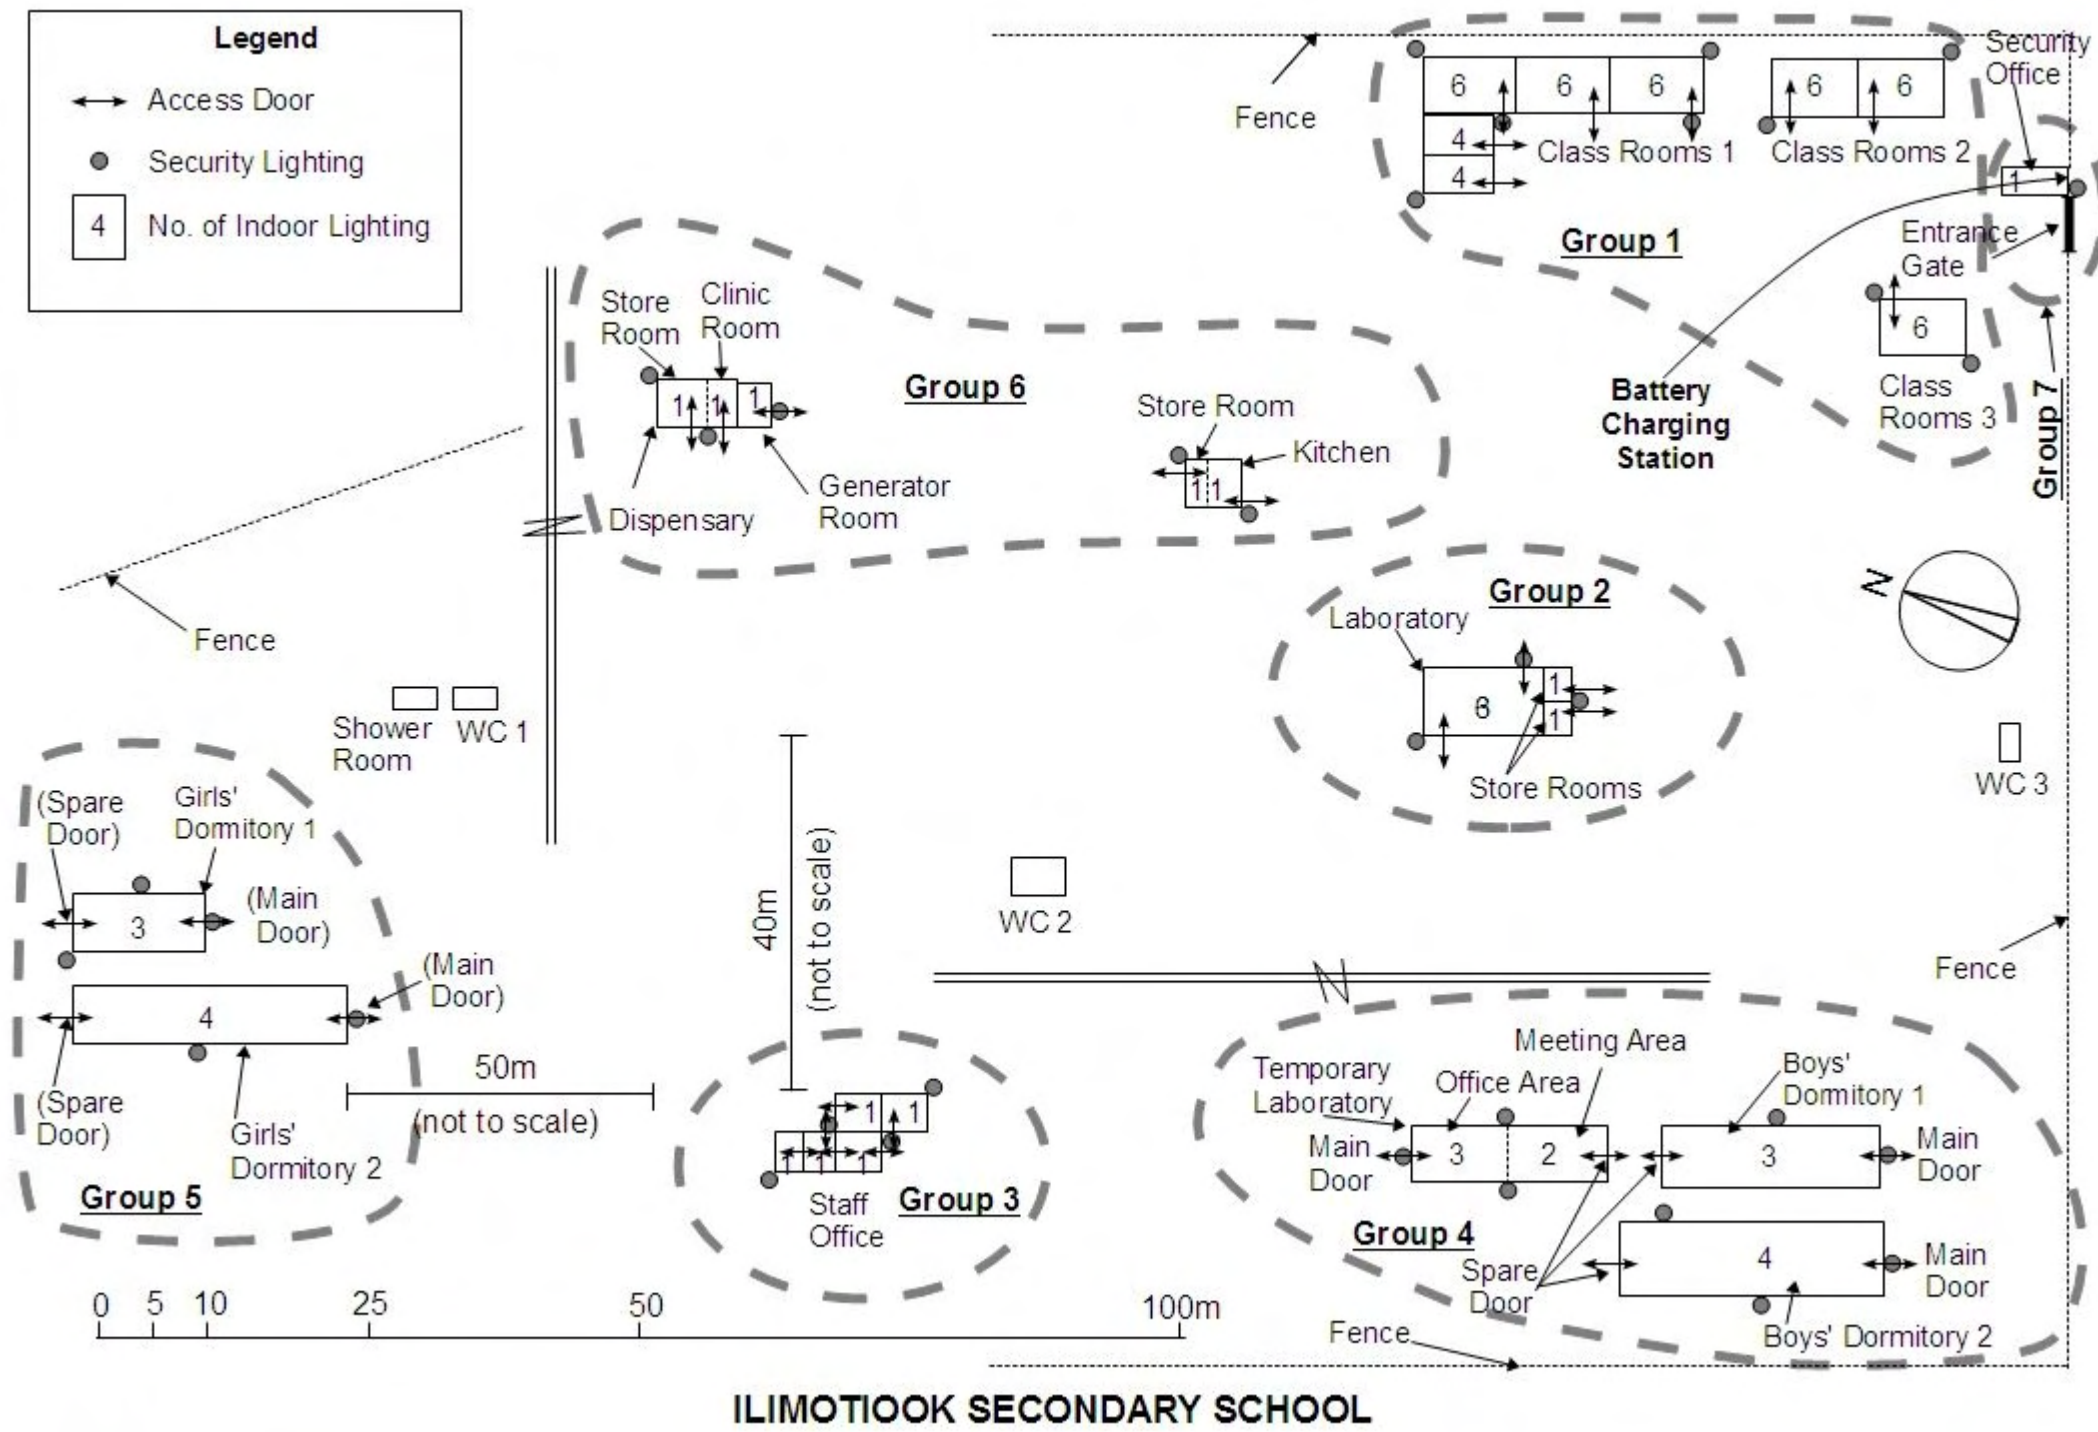 Legend
Access Door
Security Lighting
4
No. of Indoor Lighting
Fence
6
6
6
4
4
Class Rooms 1
6
6
Class Rooms 2
Security
Office
1
Group 1
Entrance
Gate
6
Class
Rooms 3
Group 7
Battery
Charging
Station
Store
Room
Clinic
Room
1
1
1
Group 6
Dispensary
Generator
Room
Store Room
Kitchen
1
1
Fence
Group 2
Laboratory
1
1
Store Rooms
N
Shower
Room
WC 1
WC 3
(Spare
Door)
Girls'
Dormitory 1
3
(Main
Door)
4
(Main
Door)
(Spare
Door)
Girls'
Dormitory 2
Group 5
50m
(not to scale)
40m
(not to scale)
WC 2
Fence
1
1
1
1
1
Staff
Office
Group 3
Temporary
Laboratory
Office Area
Meeting Area
Boys'
Dormitory 1
Main
Door
3
2
3
Main
Door
Group 4
Spare
Door
4
Main
Door
Boys' Dormitory 2
Fence
0 5 10 25 50 100m
ILIMOTIOOK SECONDARY SCHOOL